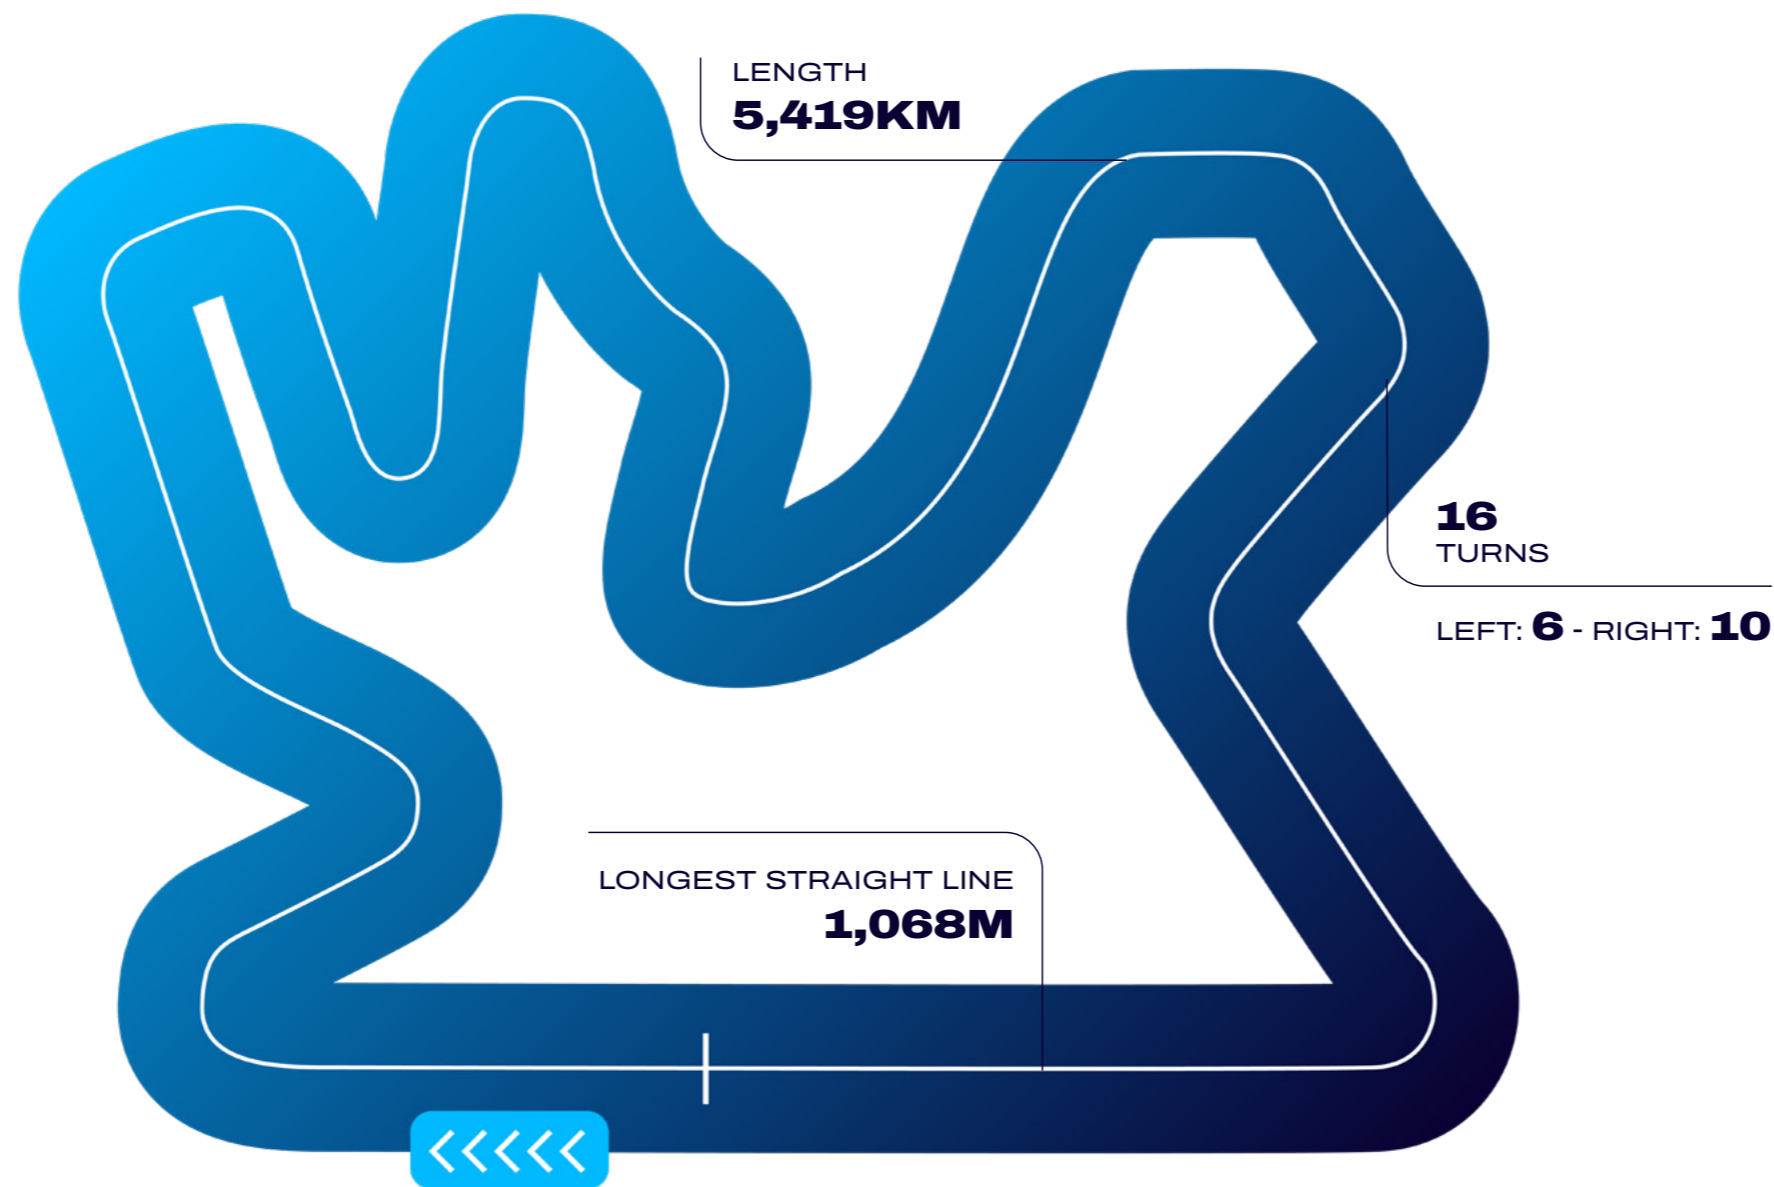 LENGTH
5,419KM
16
TURNS
LEFT: 6 - RIGHT: 10
LONGEST STRAIGHT LINE
1,068M